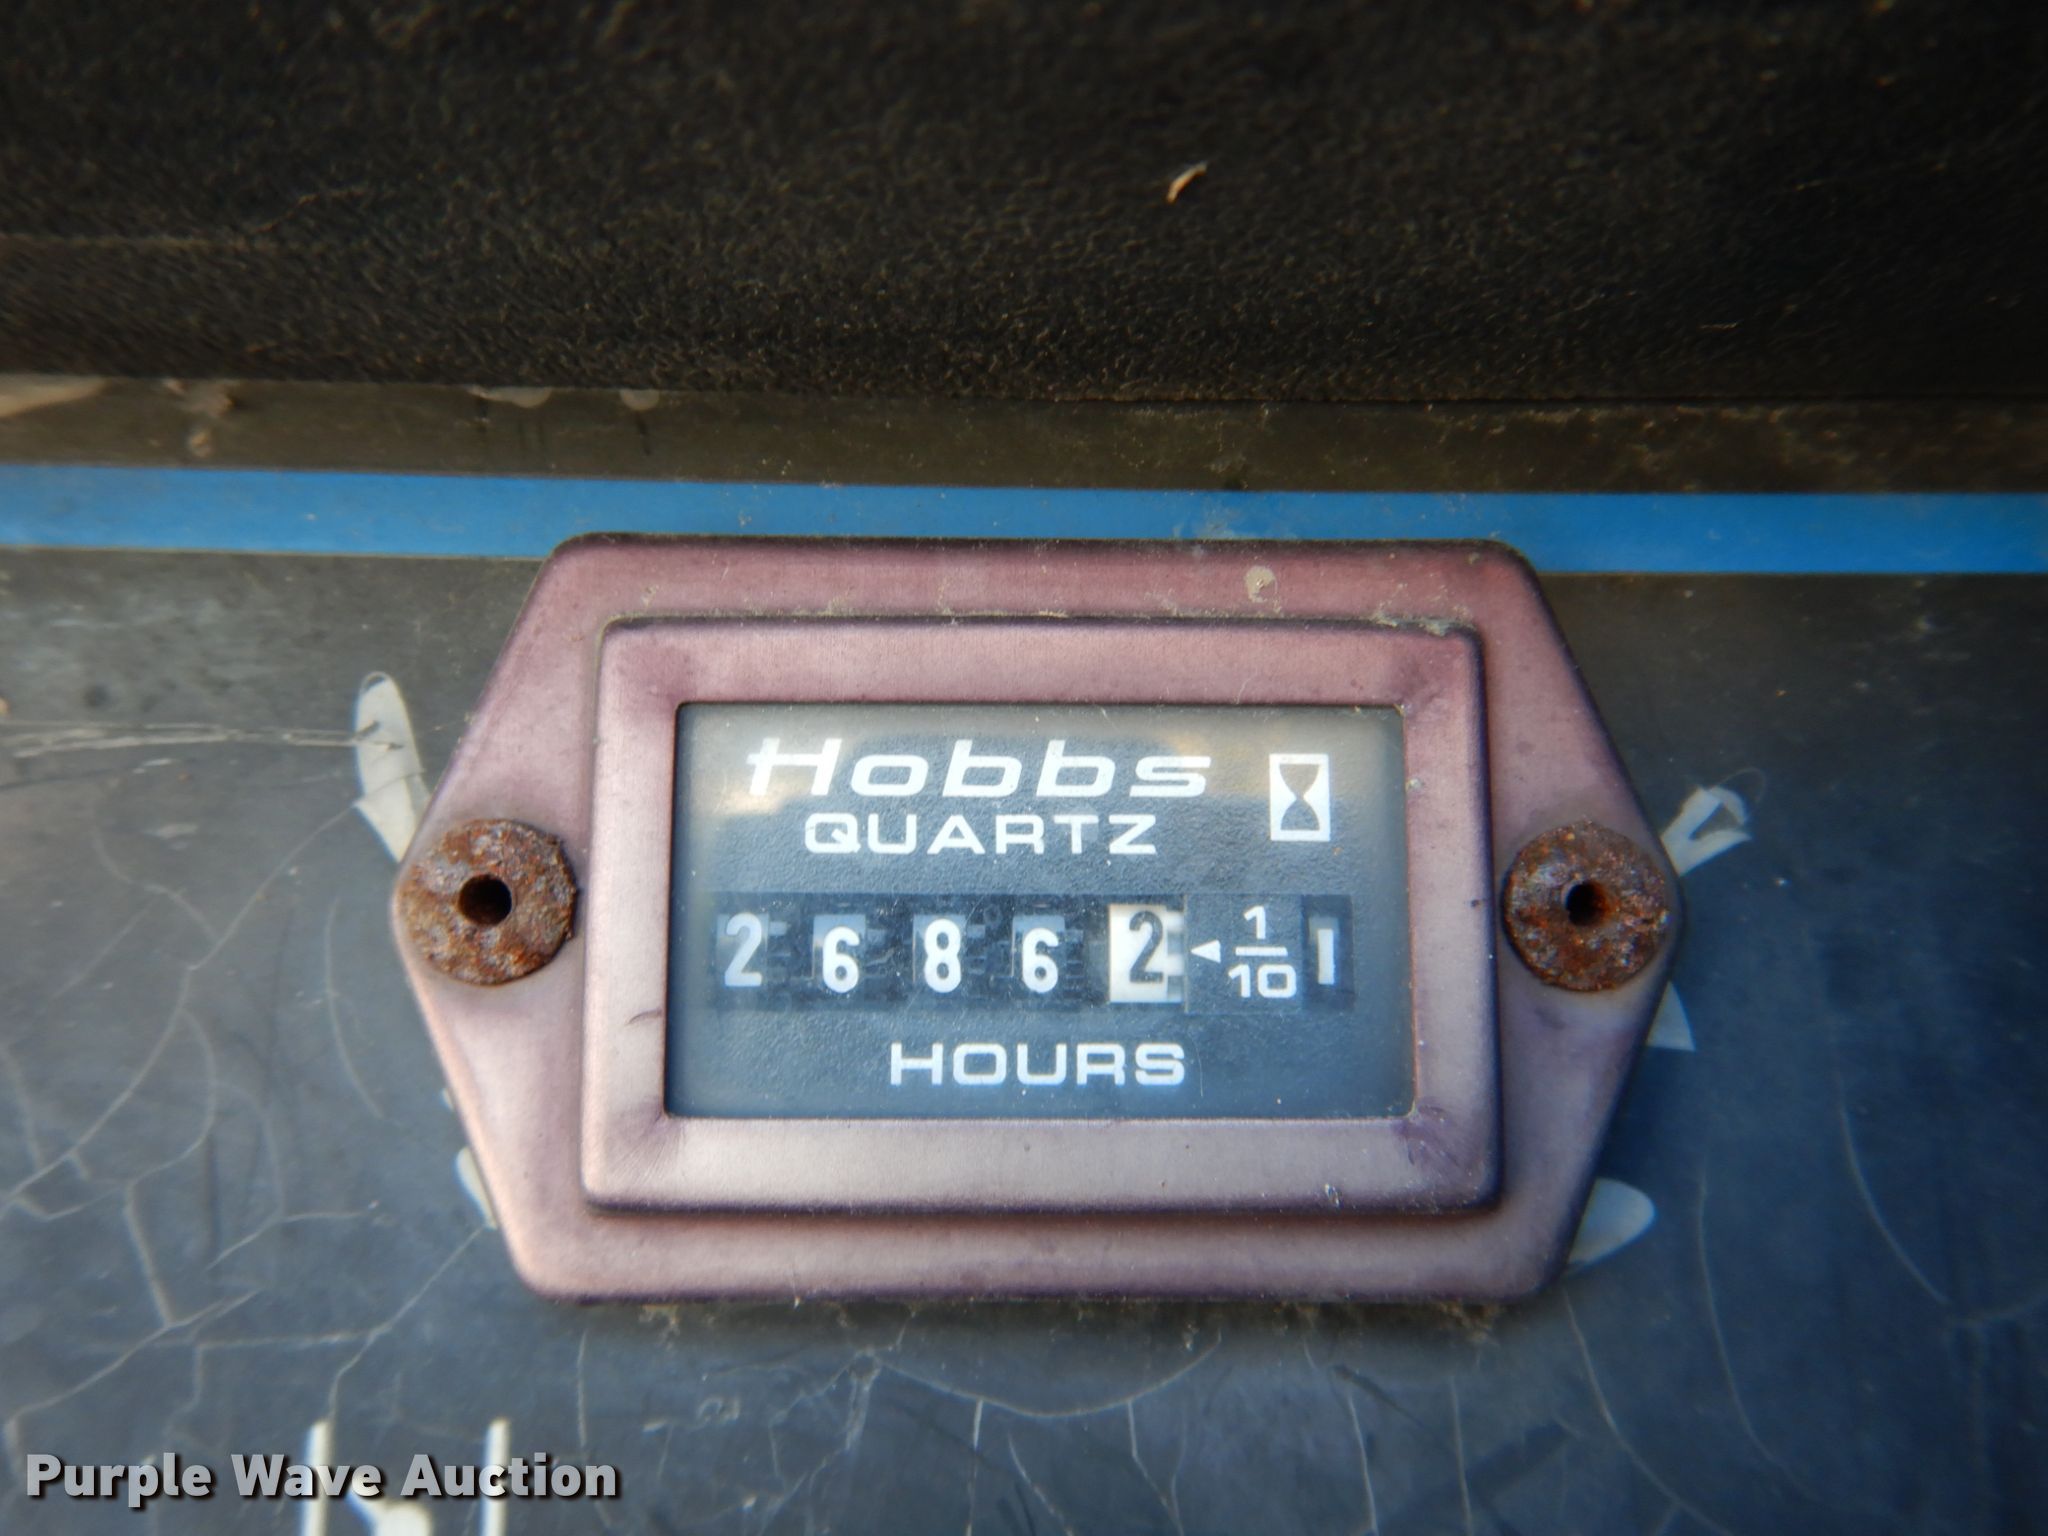 Hobbs
QUARTZ
2 6 8 6 2 ◄ 1/10 1
HOURS
Purple Wave Auction